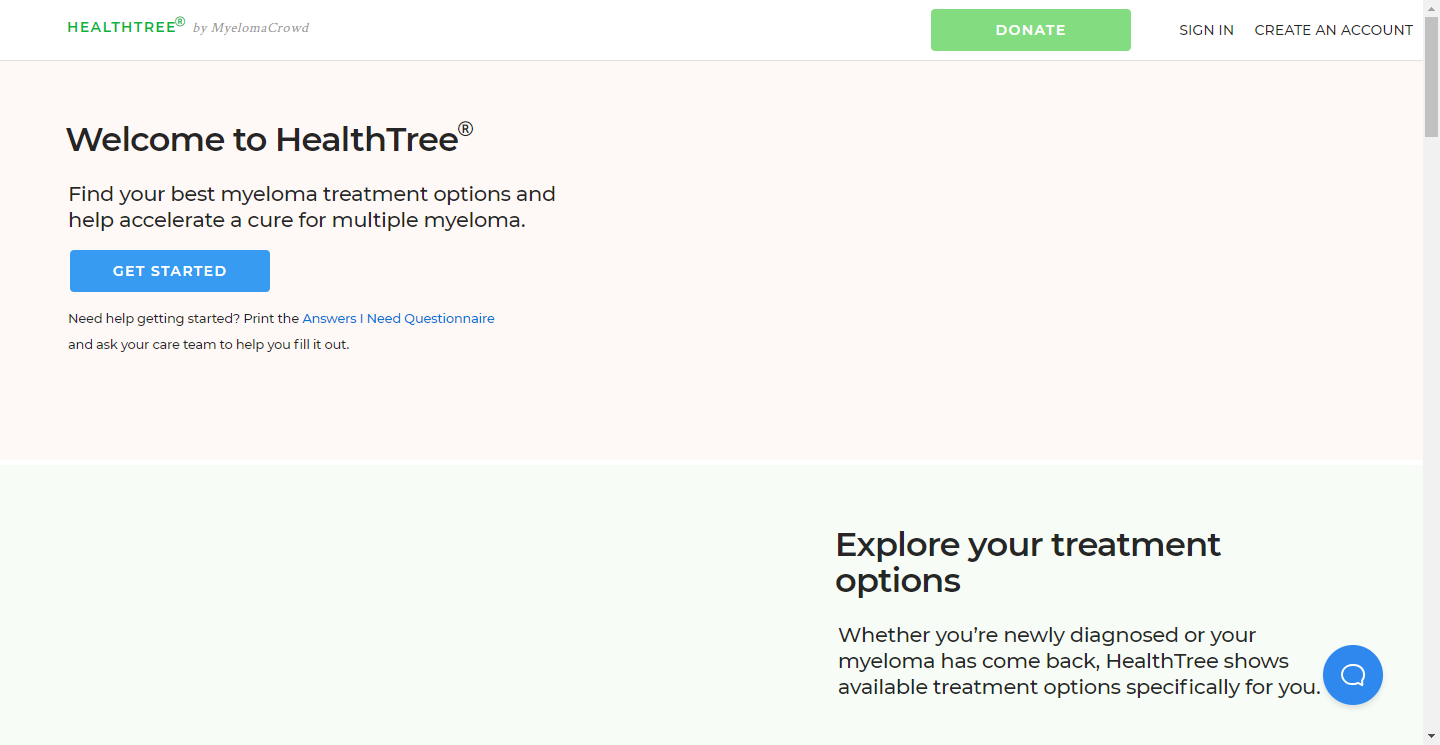 HEALTHTREE® by MyelomaCrowd
DONATE
SIGN IN
CREATE AN ACCOUNT
Welcome to HealthTree®
Find your best myeloma treatment options and
help accelerate a cure for multiple myeloma.
GET STARTED
Need help getting started? Print the Answers I Need Questionnaire
and ask your care team to help you fill it out.
Explore your treatment
options
Whether you’re newly diagnosed or your
myeloma has come back, HealthTree shows
available treatment options specifically for you.